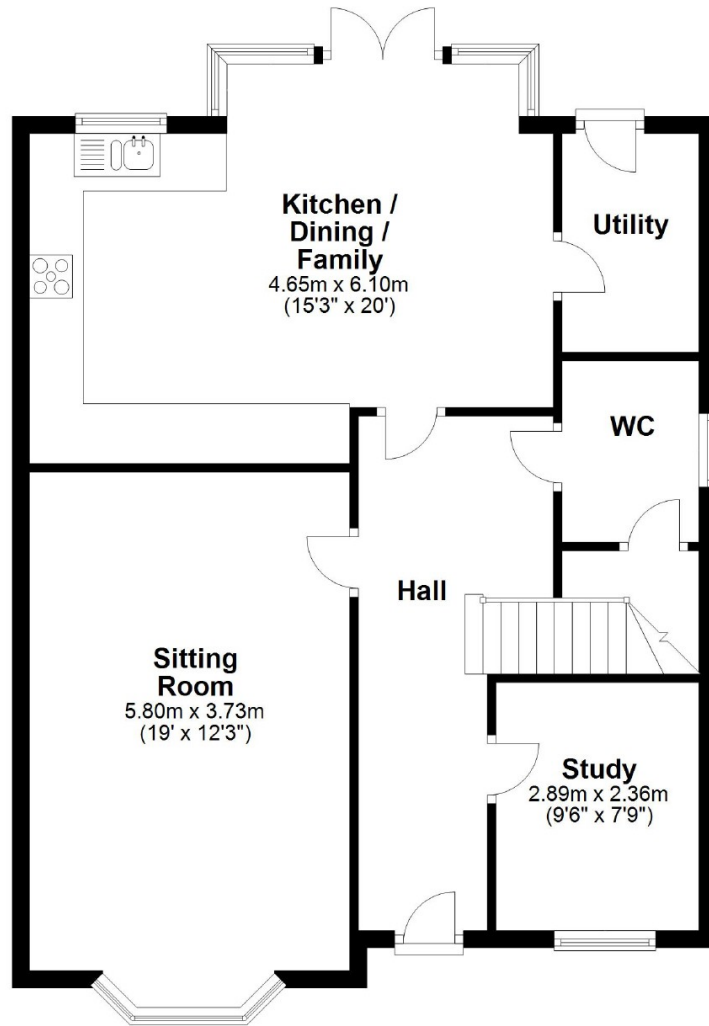 Kitchen /
Dining /
Family
4.65m x 6.10m
(15'3" x 20')
Utility
WC
Hall
Sitting
Room
5.80m x 3.73m
(19' x 12'3")
Study
2.89m x 2.36m
(9'6" x 7'9")